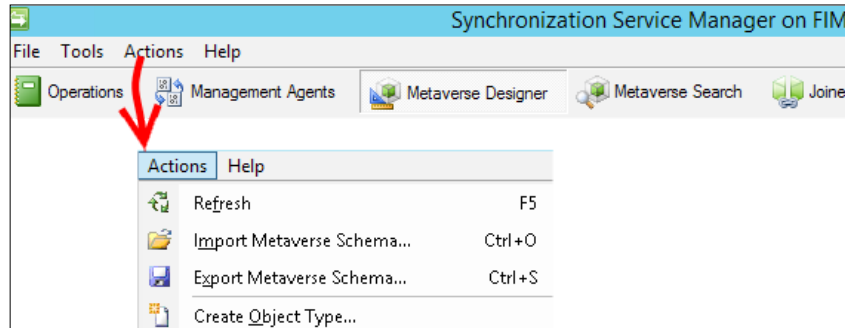 Synchronization Service Manager on FIM
File Tools Actions Help
Operations Management Agents Metaverse Designer Metaverse Search Joine
Actions Help
Refresh F5
Import Metaverse Schema... Ctrl+O
Export Metaverse Schema... Ctrl+S
Create Object Type...